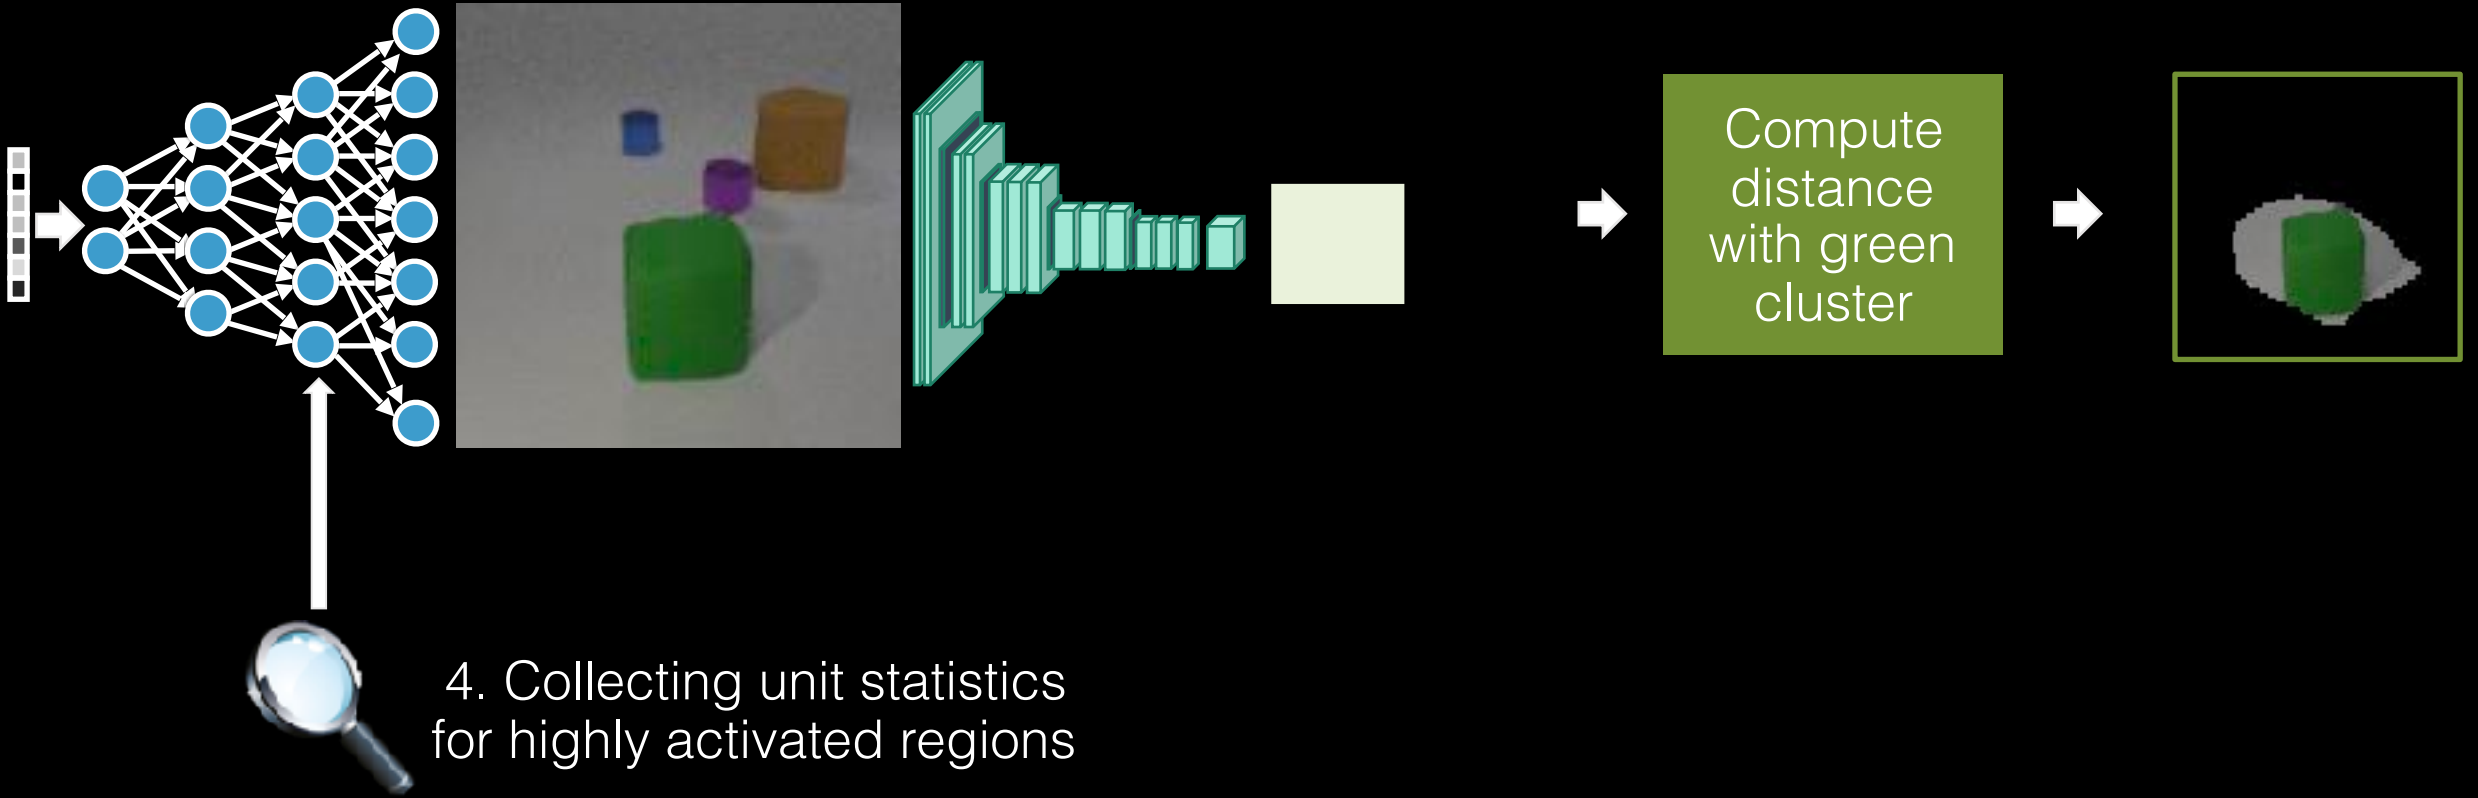 Compute
distance
with green
cluster
4. Collecting unit statistics
for highly activated regions